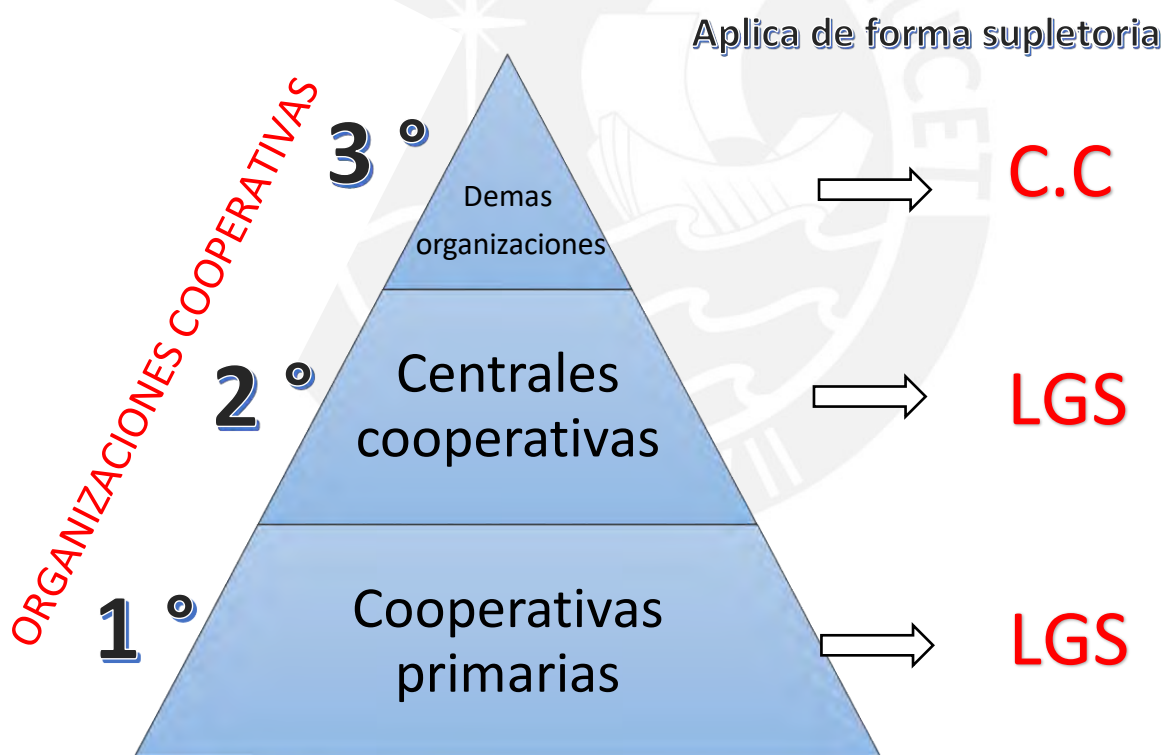 Aplica de forma supletoria
ORGANIZACIONES COOPERATIVAS
3 °
Demas
organizaciones
C.C
2 °
Centrales
cooperativas
LGS
1 °
Cooperativas
primarias
LGS